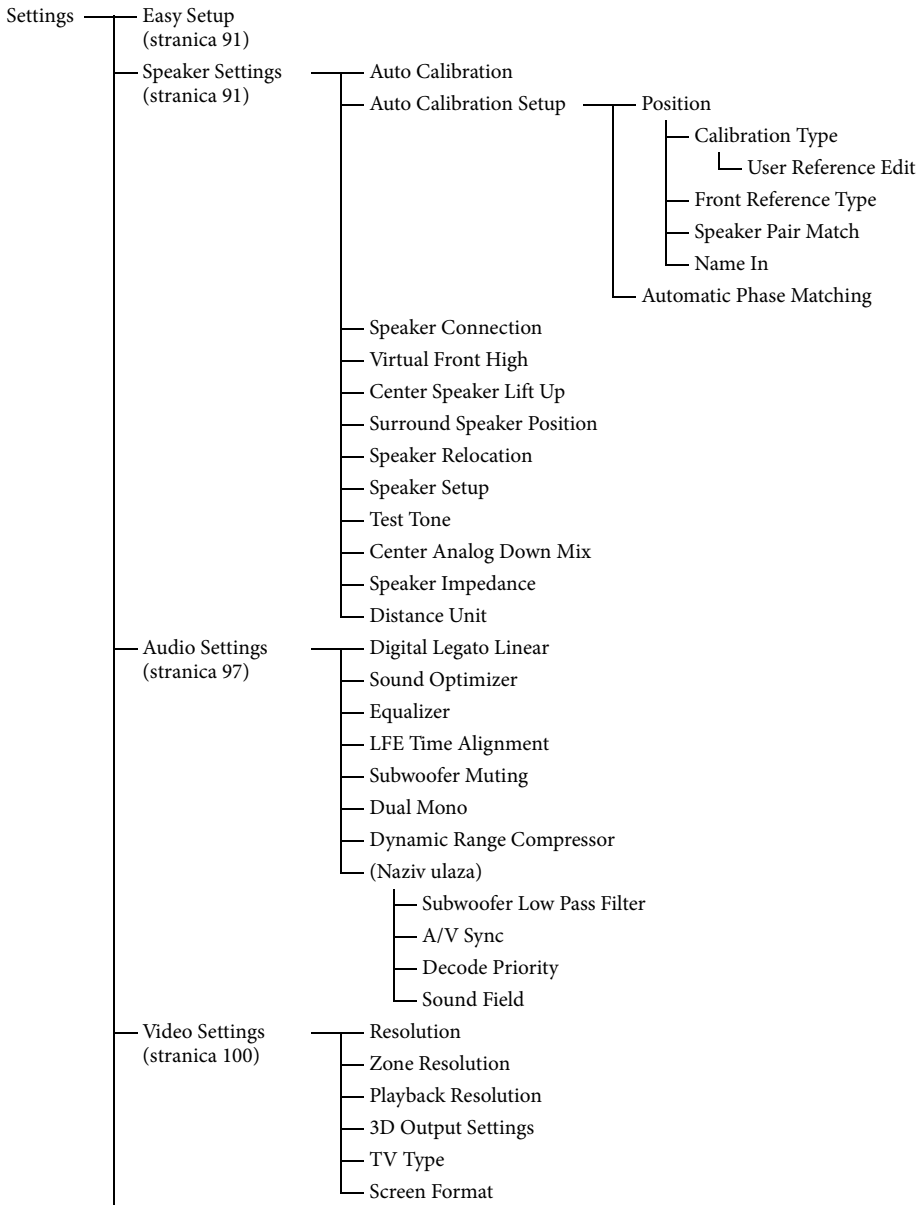 Settings
Easy Setup
(stranica 91)
Speaker Settings
(stranica 91)
Auto Calibration
Auto Calibration Setup
Position
Calibration Type
User Reference Edit
Front Reference Type
Speaker Pair Match
Name In
Automatic Phase Matching
Speaker Connection
Virtual Front High
Center Speaker Lift Up
Surround Speaker Position
Speaker Relocation
Speaker Setup
Test Tone
Center Analog Down Mix
Speaker Impedance
Distance Unit
Audio Settings
(stranica 97)
Digital Legato Linear
Sound Optimizer
Equalizer
LFE Time Alignment
Subwoofer Muting
Dual Mono
Dynamic Range Compressor
(Naziv ulaza)
Subwoofer Low Pass Filter
A/V Sync
Decode Priority
Sound Field
Video Settings
(stranica 100)
Resolution
Zone Resolution
Playback Resolution
3D Output Settings
TV Type
Screen Format